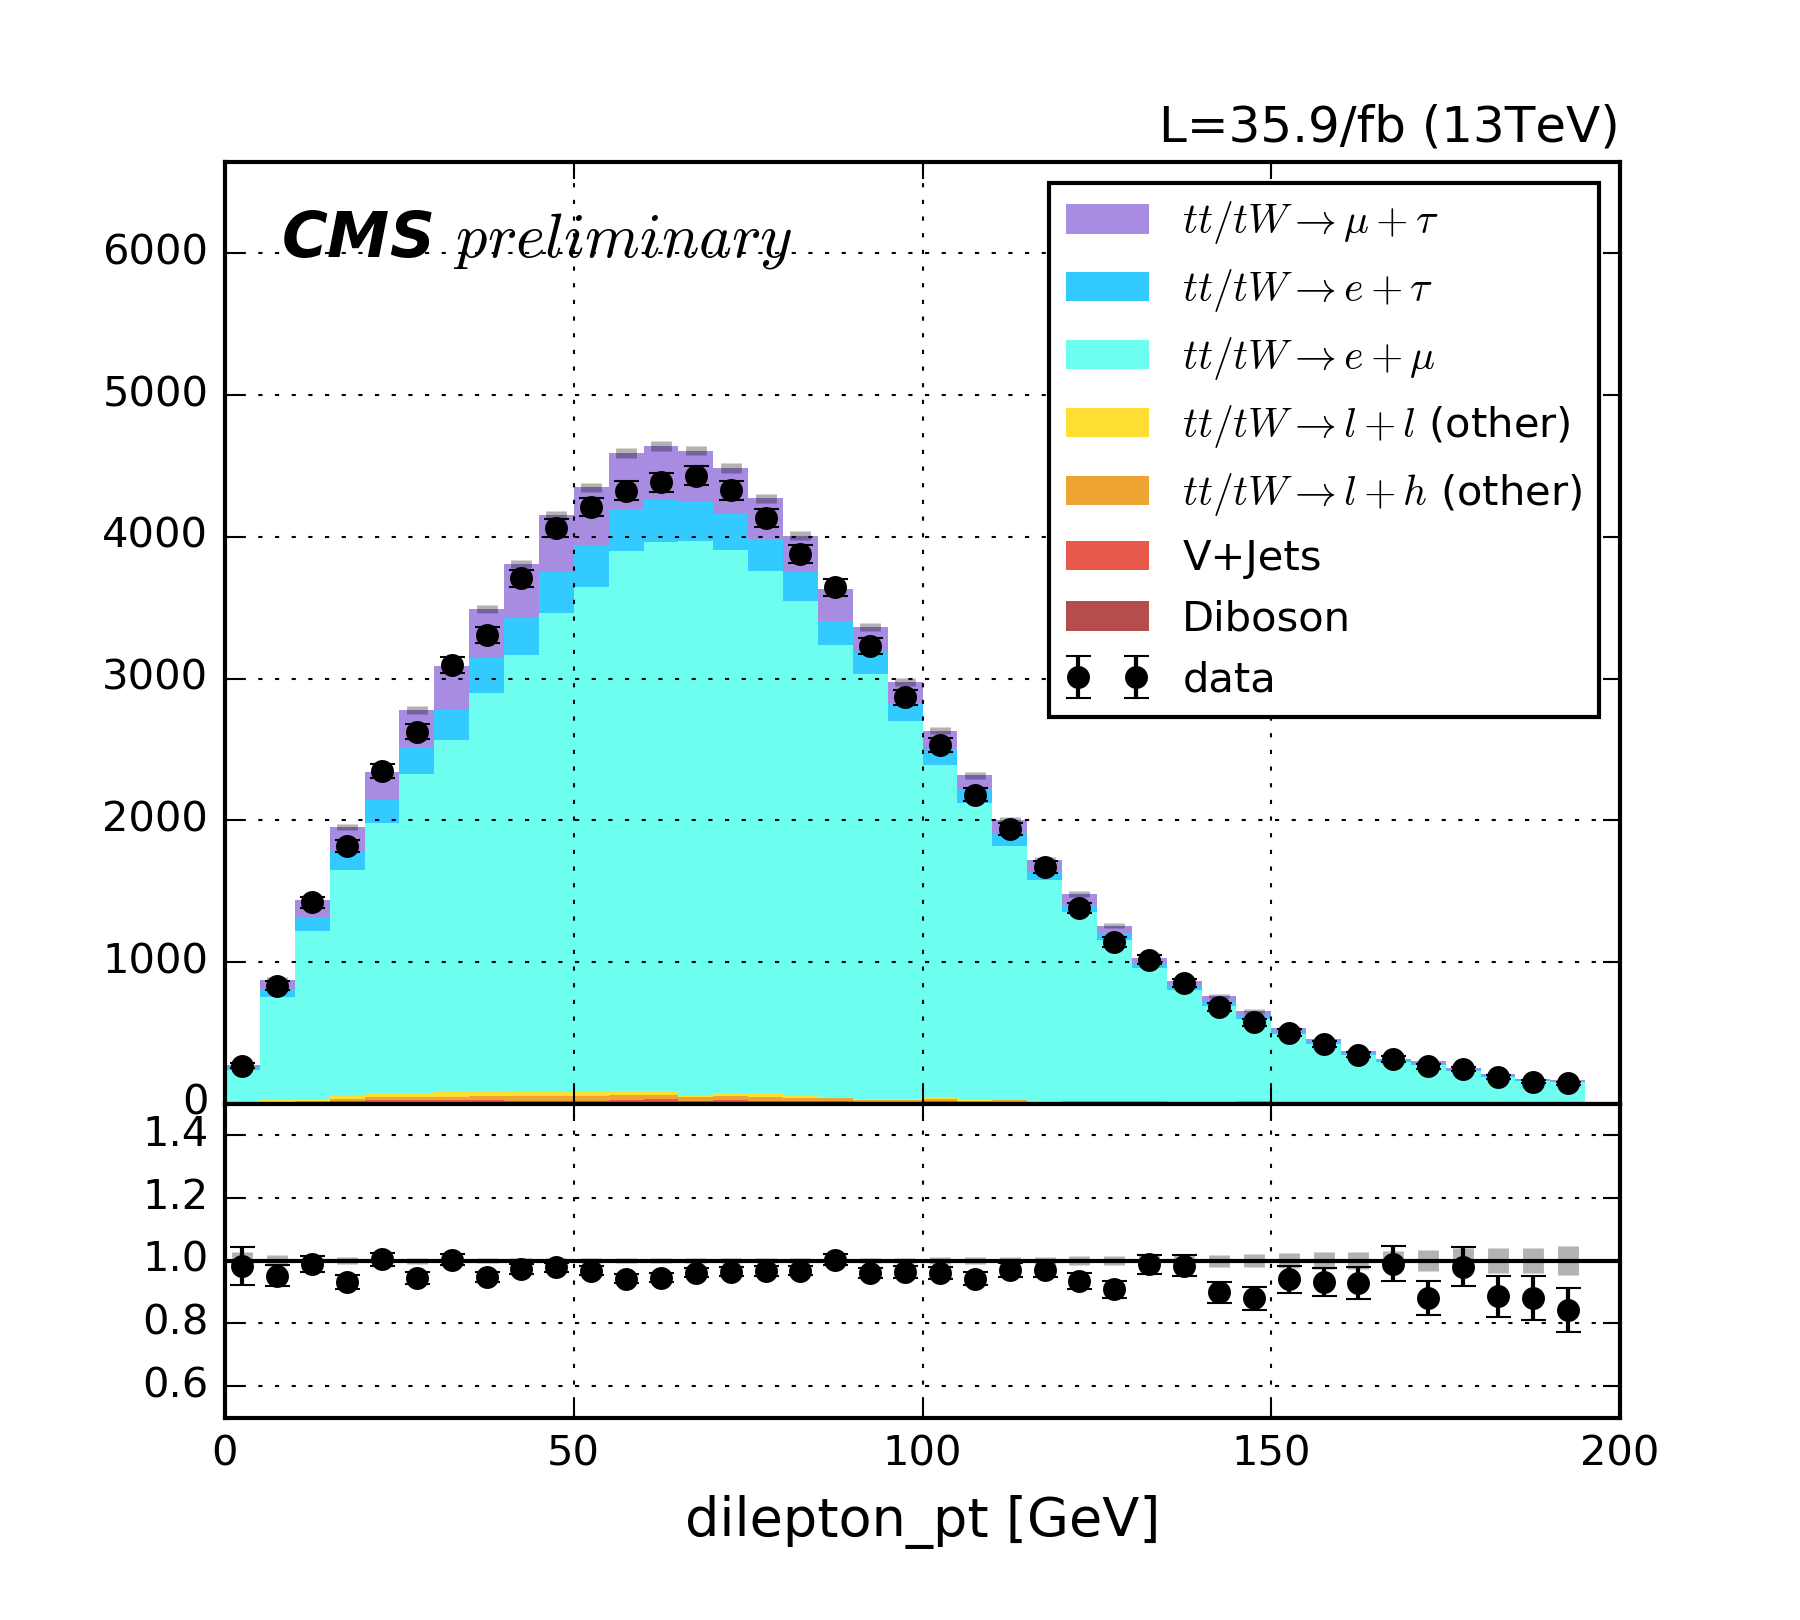 L=35.9/fb (13TeV)
CMS preliminary
tt/tW → μ + τ
tt/tW → e + τ
tt/tW → e + μ
tt/tW → l + l (other)
tt/tW → l + h (other)
V+Jets
Diboson
data
6000
5000
4000
3000
2000
1000
0
1.4
1.2
1.0
0.8
0.6
0 50 100 150 200
dilepton_pt [GeV]